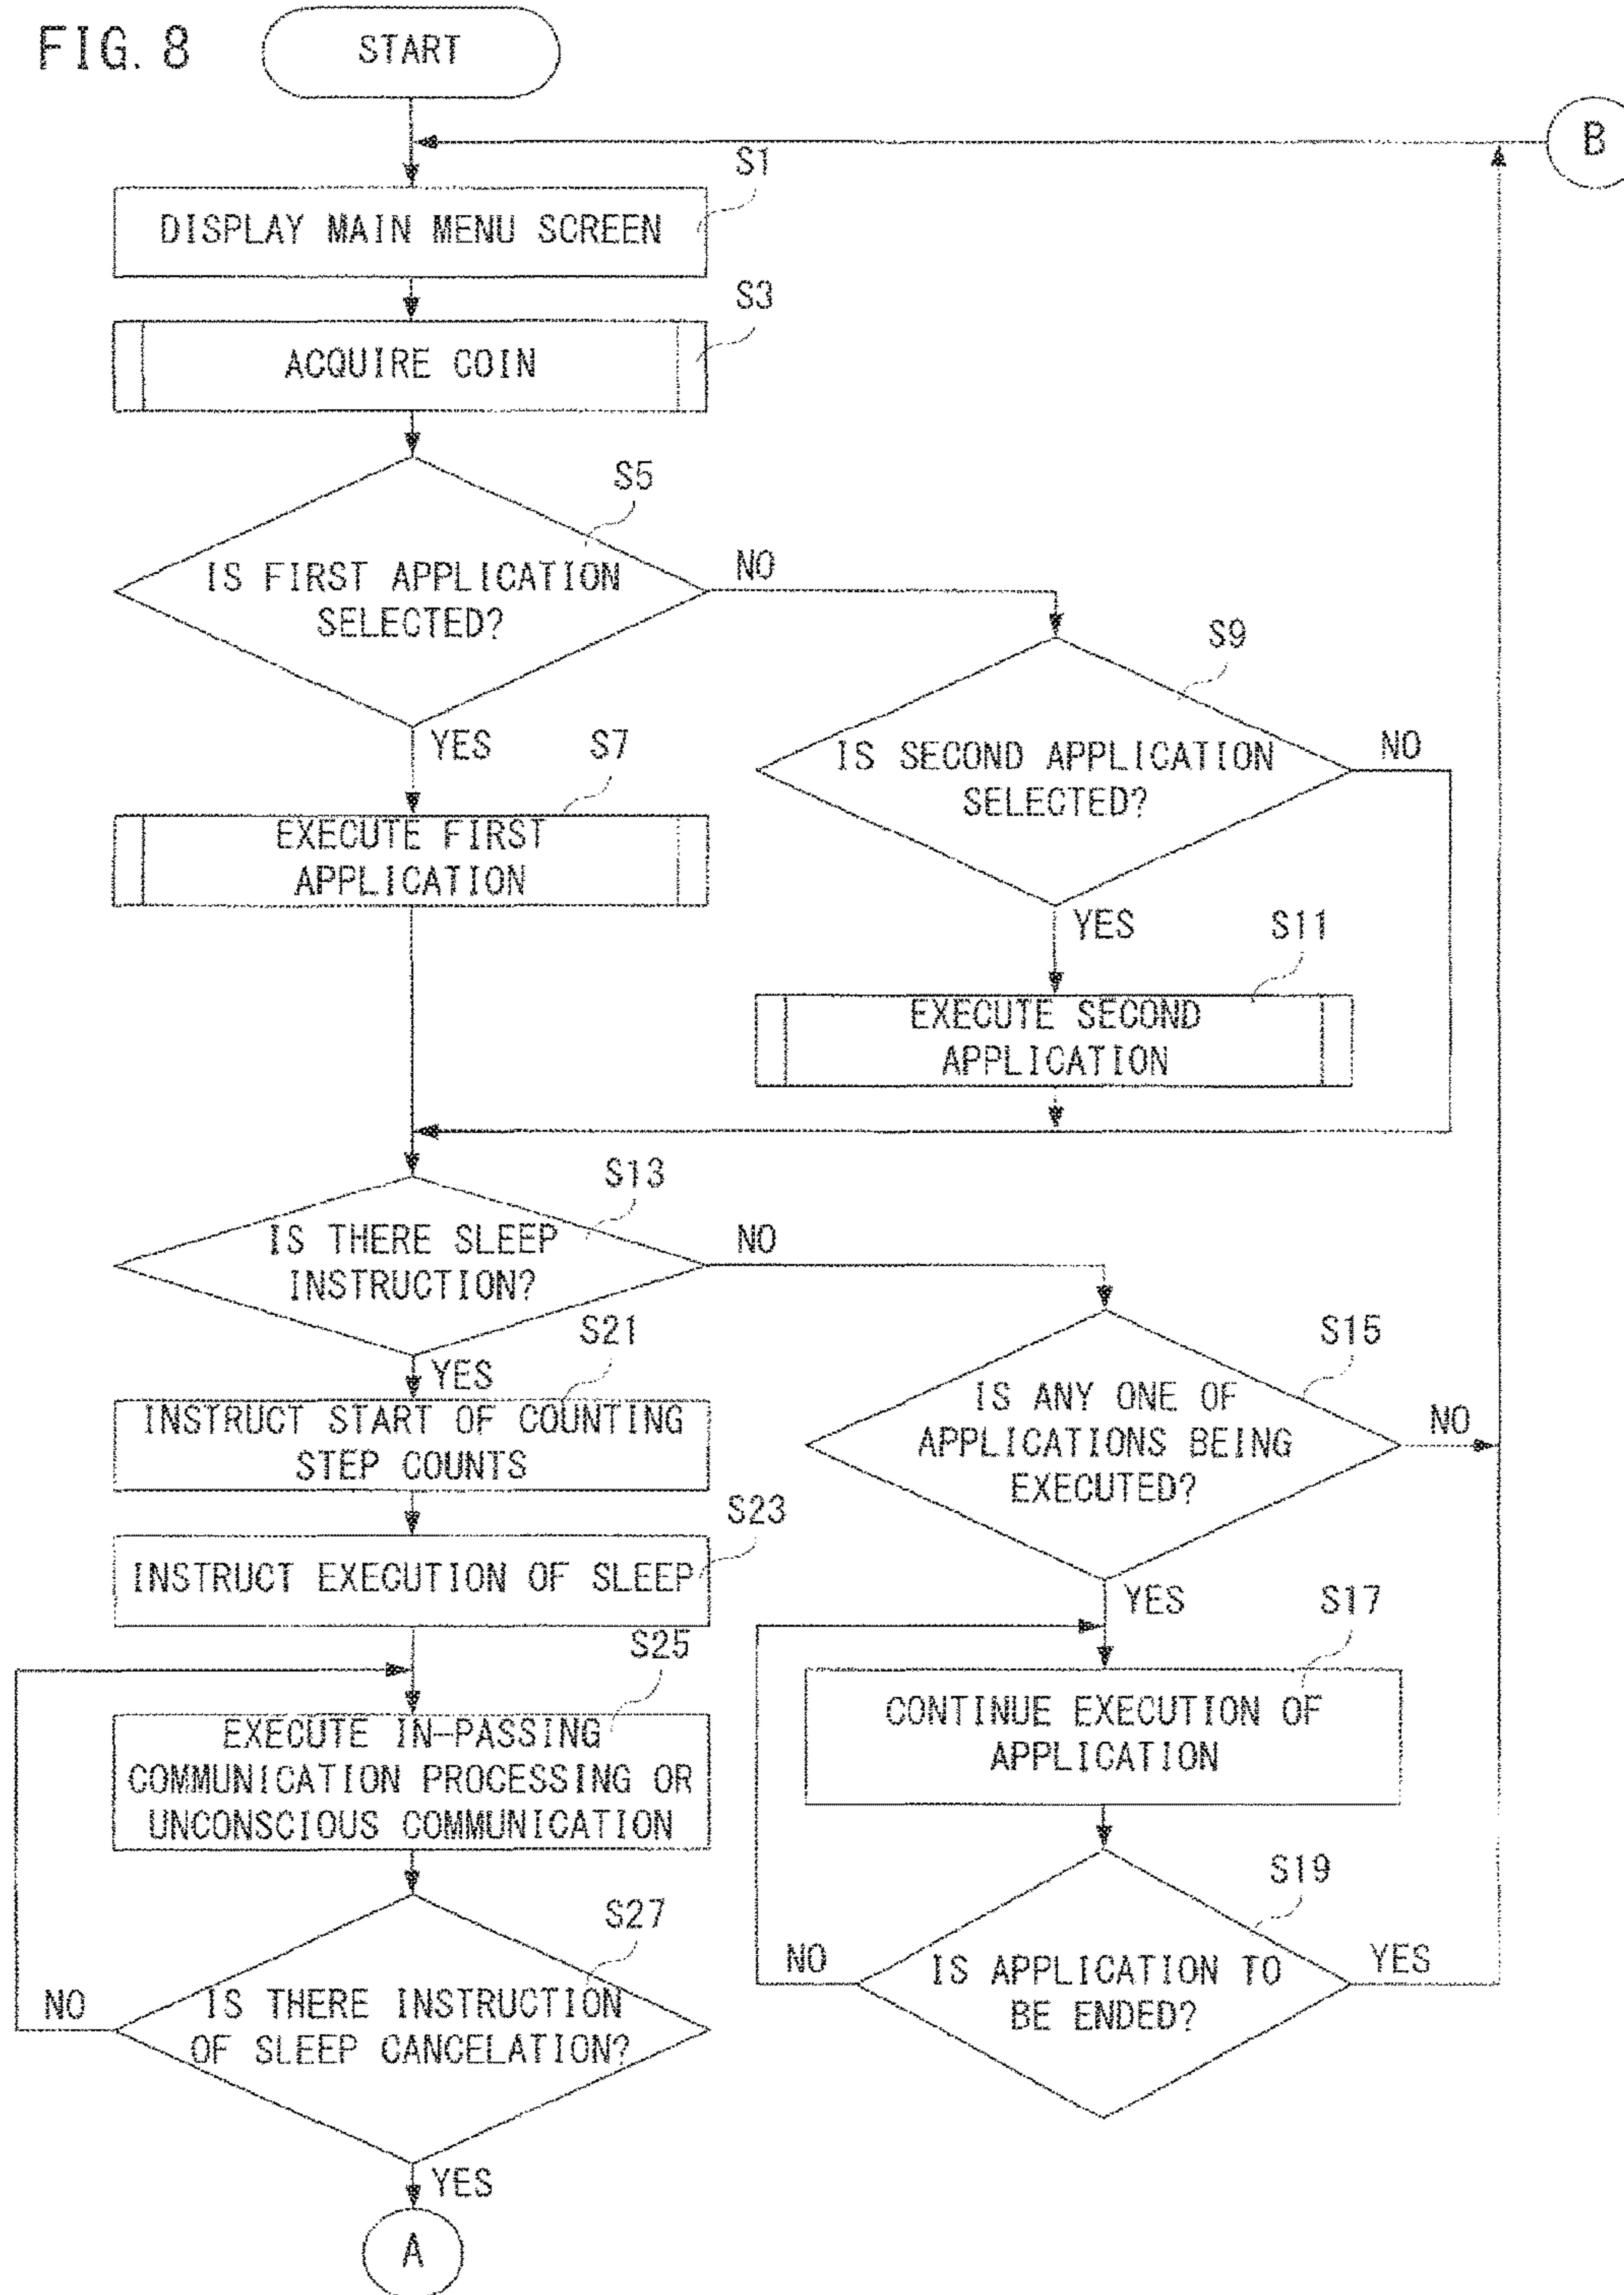 FIG. 8
START
B
S1
DISPLAY MAIN MENU SCREEN
S3
ACQUIRE COIN
S5
IS FIRST APPLICATION
SELECTED?
NO
YES
S7
EXECUTE FIRST
APPLICATION
S9
IS SECOND APPLICATION
SELECTED?
NO
YES
S11
EXECUTE SECOND
APPLICATION
S13
IS THERE SLEEP
INSTRUCTION?
NO
YES
S15
IS ANY ONE OF
APPLICATIONS BEING
EXECUTED?
NO
YES
S17
CONTINUE EXECUTION OF
APPLICATION
S19
IS APPLICATION TO
BE ENDED?
NO
YES
S21
INSTRUCT START OF COUNTING
STEP COUNTS
S23
INSTRUCT EXECUTION OF SLEEP
S25
EXECUTE IN-PASSING
COMMUNICATION PROCESSING OR
UNCONSCIOUS COMMUNICATION
S27
IS THERE INSTRUCTION
OF SLEEP CANCELATION?
NO
YES
A